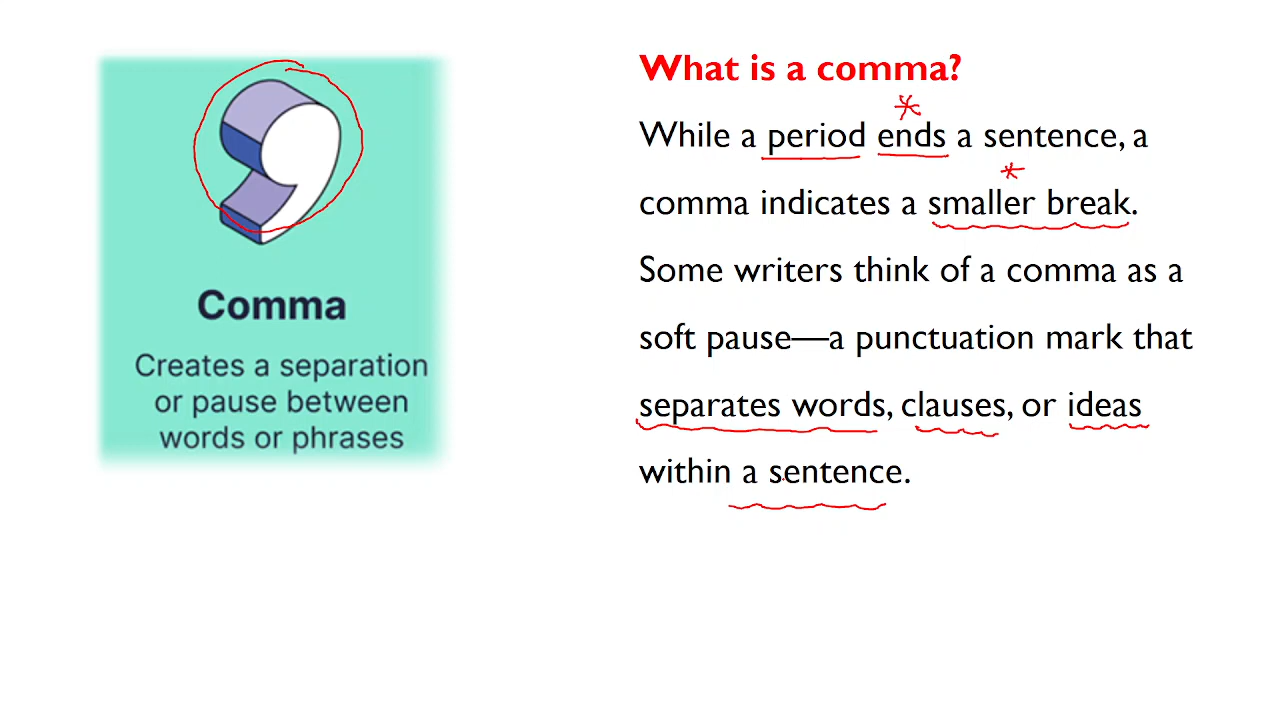 Comma
Creates a separation
or pause between
words or phrases
What is a comma?
While a period ends a sentence, a
comma indicates a smaller break.
Some writers think of a comma as a
soft pause—a punctuation mark that
separates words, clauses, or ideas
within a sentence.